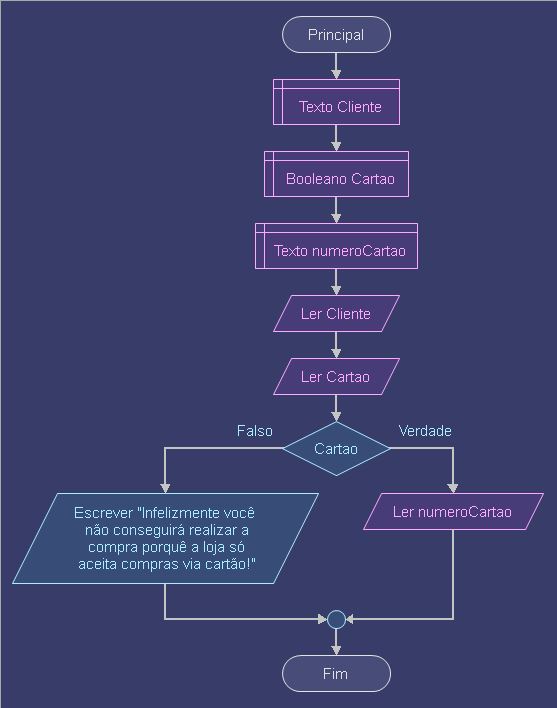 Principal
Texto Cliente
Booleano Cartao
Texto numeroCartao
Ler Cliente
Ler Cartao
Falso
Cartao
Verdade
Escrever "Infelizmente você
não conseguirá realizar a
compra porquê a loja só
aceita compras via cartão!"
Ler numeroCartao
Fim